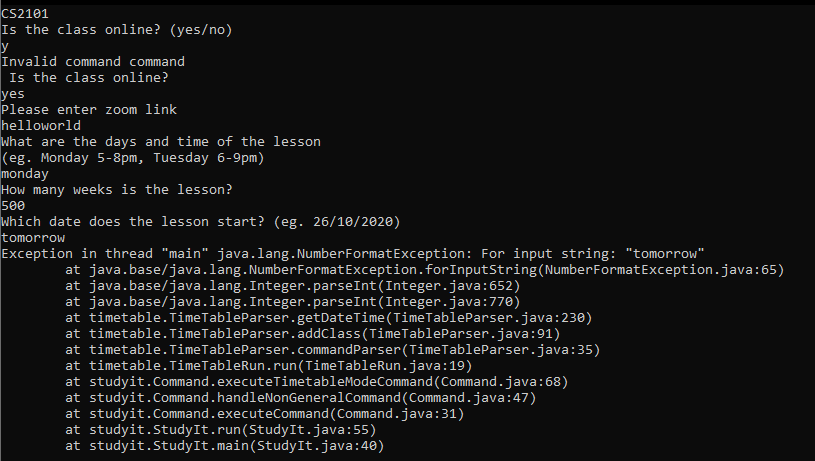 CS2101
Is the class online? (yes/no)
y
Invalid command command
 Is the class online?
yes
Please enter zoom link
helloworld
What are the days and time of the lesson
(eg. Monday 5-8pm, Tuesday 6-9pm)
monday
How many weeks is the lesson?
500
Which date does the lesson start? (eg. 26/10/2020)
tomorrow
Exception in thread "main" java.lang.NumberFormatException: For input string: "tomorrow"
        at java.base/java.lang.NumberFormatException.forInputString(NumberFormatException.java:65)
        at java.base/java.lang.Integer.parseInt(Integer.java:652)
        at java.base/java.lang.Integer.parseInt(Integer.java:770)
        at timetable.TimeTableParser.getDateTime(TimeTableParser.java:230)
        at timetable.TimeTableParser.addClass(TimeTableParser.java:91)
        at timetable.TimeTableParser.commandParser(TimeTableParser.java:35)
        at timetable.TimeTableRun.run(TimeTableRun.java:19)
        at studyit.Command.executeTimetableModeCommand(Command.java:68)
        at studyit.Command.handleNonGeneralCommand(Command.java:47)
        at studyit.Command.executeCommand(Command.java:31)
        at studyit.StudyIt.run(StudyIt.java:55)
        at studyit.StudyIt.main(StudyIt.java:40)